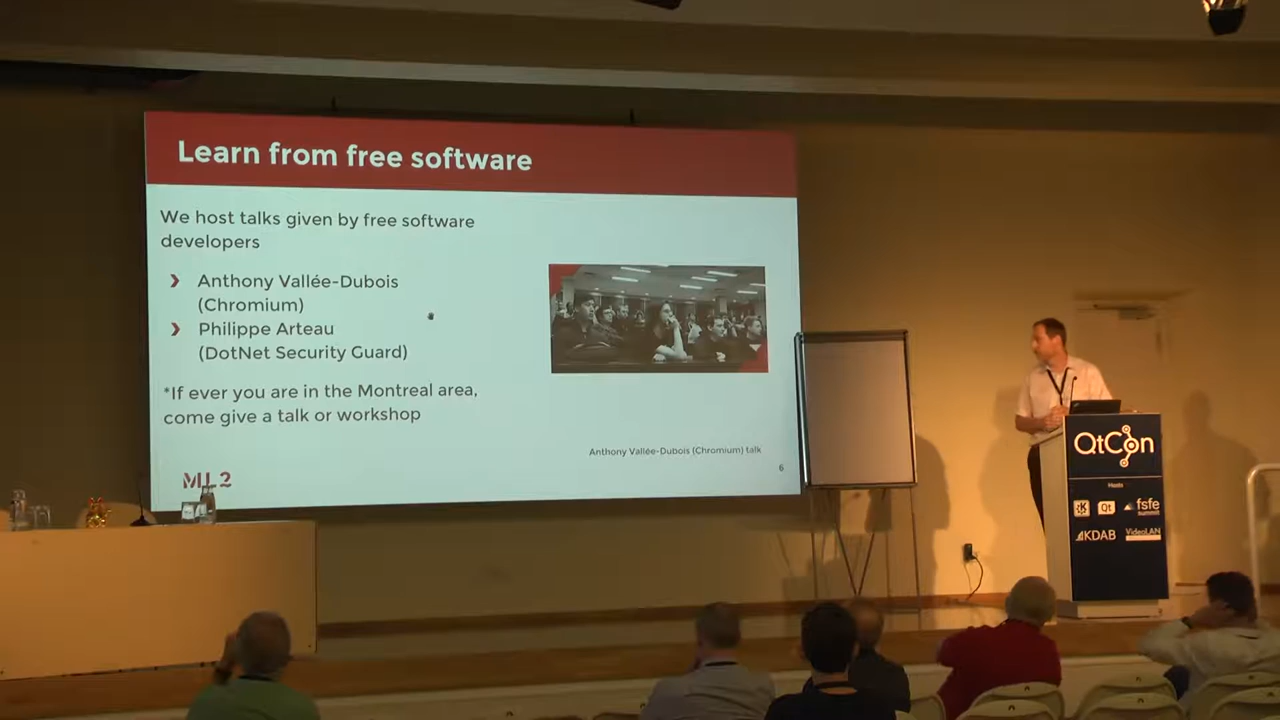 Learn from free software
We host talks given by free software
developers
Anthony Vallée-Dubois
(Chromium)
Philippe Arteau
(DotNet Security Guard)
*If ever you are in the Montreal area,
come give a talk or workshop
Anthony Vallée-Dubois (Chromium) talk
6
ML2
QtCon
Hosts
Qt
fsfe
summit
KDAB
VideoLAN